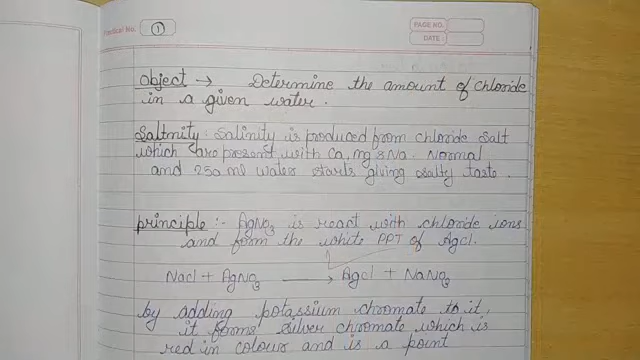 Practical No. 1
PAGE NO.
DATE:
Object → Determine the amount of chloride
in a given water.
Salinity: Salinity is produced from chloride salt
which are present with Ca, Mg & Na. Normal
and 250 ml water starts giving salty taste.
principle :- AgNO3 is react with chloride ions
and form the white PPT of Agcl.
Nacl + AgNO3 → Agcl + NaNO3
by adding potassium chromate to it,
it forms silver chromate which is
red in colour and is a point